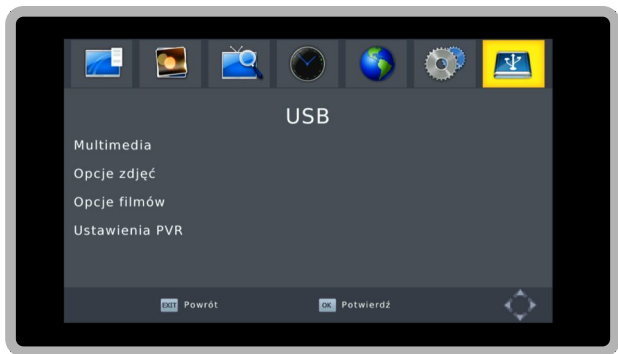 USB
Multimedia
Opcje zdjęć
Opcje filmów
Ustawienia PVR
EXIT Powrót OK Potwierdź